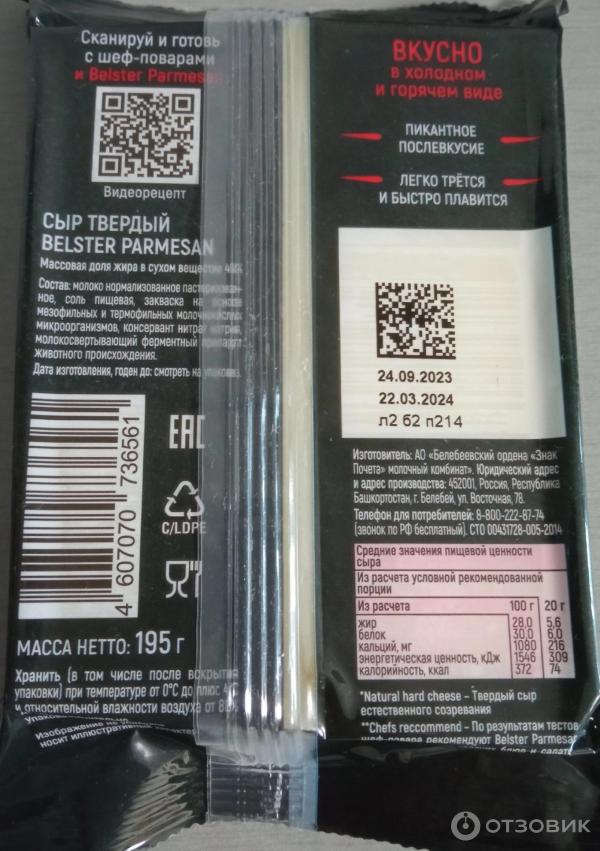 Сканируй и готовь
с шеф-поварами
и Belster Parmesan
Видеорецепт
СЫР ТВЕРДЫЙ
BELSTER PARMESAN
Массовая доля жира в сухом веществе
Состав: молоко нормализованное
ное, соль пищевая, закваска на основе
мезофильных и термофильных молочнокислых
микроорганизмов, консервант нитрат натрия,
молокосвертывающий ферментный препарат
животного происхождения.
Дата изготовления, годен до: смотреть на упаковке.
4 607070 736561
EAC
C/LDPE
МАССА НЕТТО: 195 г
Хранить (в том числе после вскрытия
упаковки) при температуре от 0°С до плюс
и относительной влажности воздуха от
Изображение на
носит иллюстративный характер
ВКУСНО
в холодном
и горячем виде
ПИКАНТНОЕ
ПОСЛЕВКУСИЕ
ЛЕГКО ТРЁТСЯ
И БЫСТРО ПЛАВИТСЯ
24.09.2023
22.03.2024
л2 б2 п214
Изготовитель: АО «Белебеевский ордена «Знак
Почета» молочный комбинат». Юридический адрес
и адрес производства: 452001, Россия, Республика
Башкортостан, г. Белебей, ул. Восточная, 78.
Телефон для потребителей: 8-800-222-87-74
(звонок по РФ бесплатный). СТО 00431728-005-2014
Средние значения пищевой ценности
сыра
Из расчета условной рекомендованной
порции
Из расчета 100 г 20 г
жир 28,0 5,6
белок 30,0 6,0
кальций, мг 1080 216
энергетическая ценность, кДж 1546 309
калорийность, ккал 372 74
*Natural hard cheese - Твердый сыр
естественного созревания
**Chefs reccommend - По результатам тестов
шеф-повара рекомендуют Belster Parmesan
ОТЗОВИК